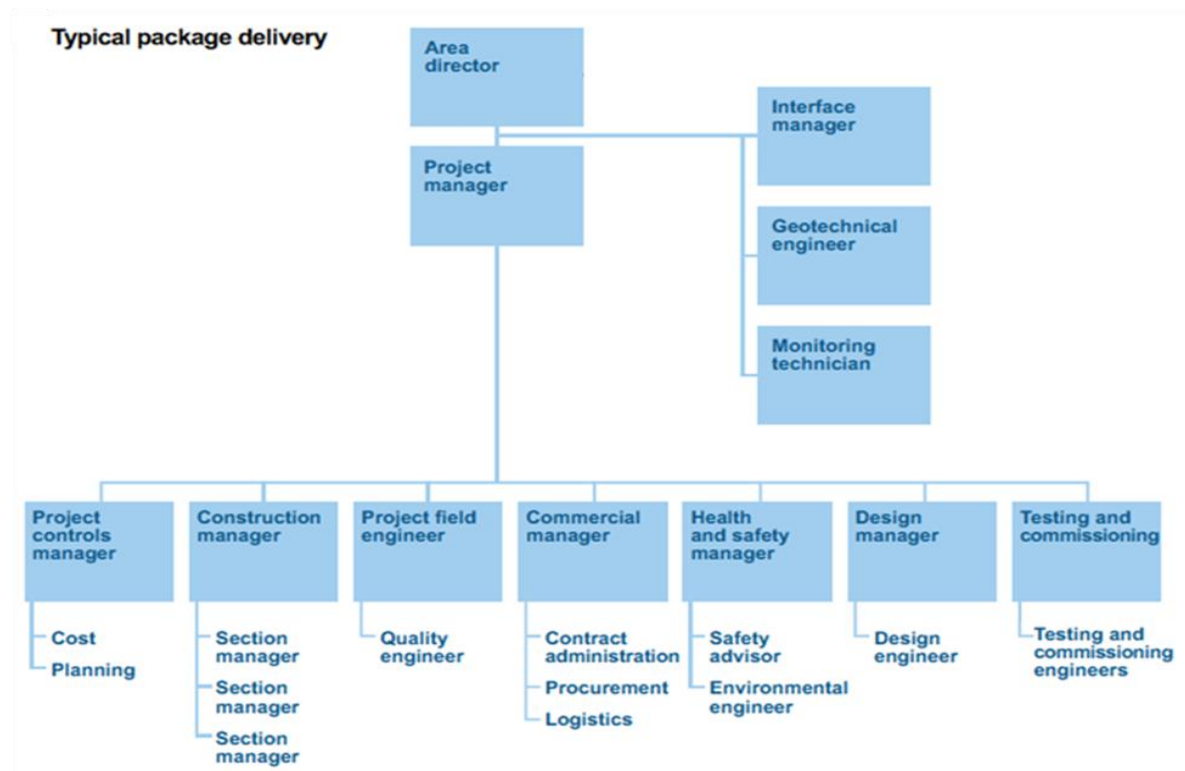 Typical package delivery
Area
director
Interface
manager
Project
manager
Geotechnical
engineer
Monitoring
technician
Project
controls
manager
Cost
Planning
Construction
manager
Section
manager
Section
manager
Section
manager
Project field
engineer
Quality
engineer
Commercial
manager
Contract
administration
Procurement
Logistics
Health
and safety
manager
Safety
advisor
Environmental
engineer
Design
manager
Design
engineer
Testing and
commissioning
Testing and
commissioning
engineers